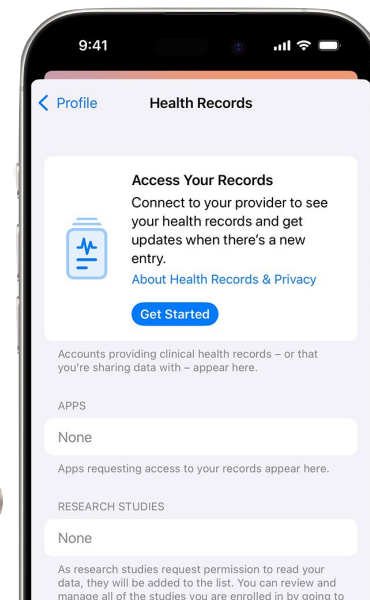 9:41
Profile
Health Records
Access Your Records
Connect to your provider to see
your health records and get
updates when there's a new
entry.
About Health Records & Privacy
Get Started
Accounts providing clinical health records – or that
you're sharing data with – appear here.
APPS
None
Apps requesting access to your records appear here.
RESEARCH STUDIES
None
As research studies request permission to read your
data, they will be added to the list. You can review and
manage all of the studies you are enrolled in by going to